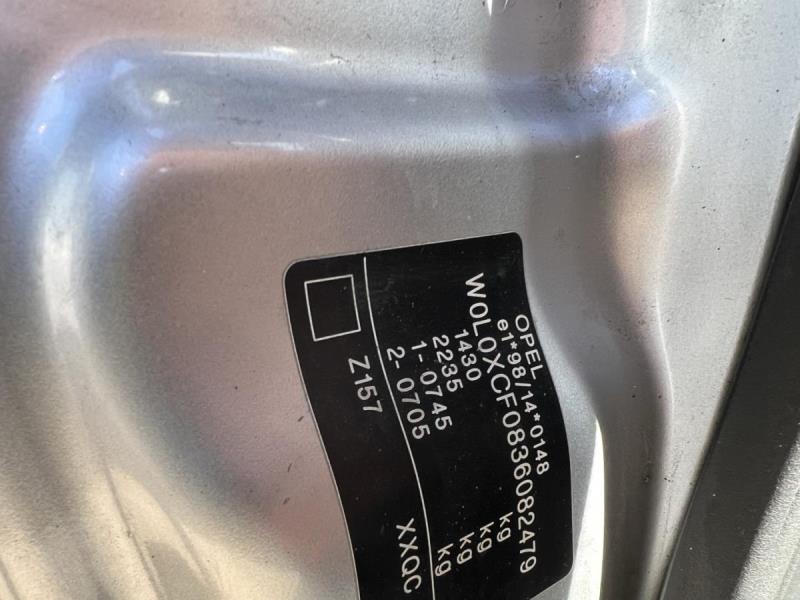 OPEL
e1*98/14*0148
W0L0XCF0836082479
1430 kg
2235 kg
1- 0745 kg
2- 0705 kg
Z157 XXQC